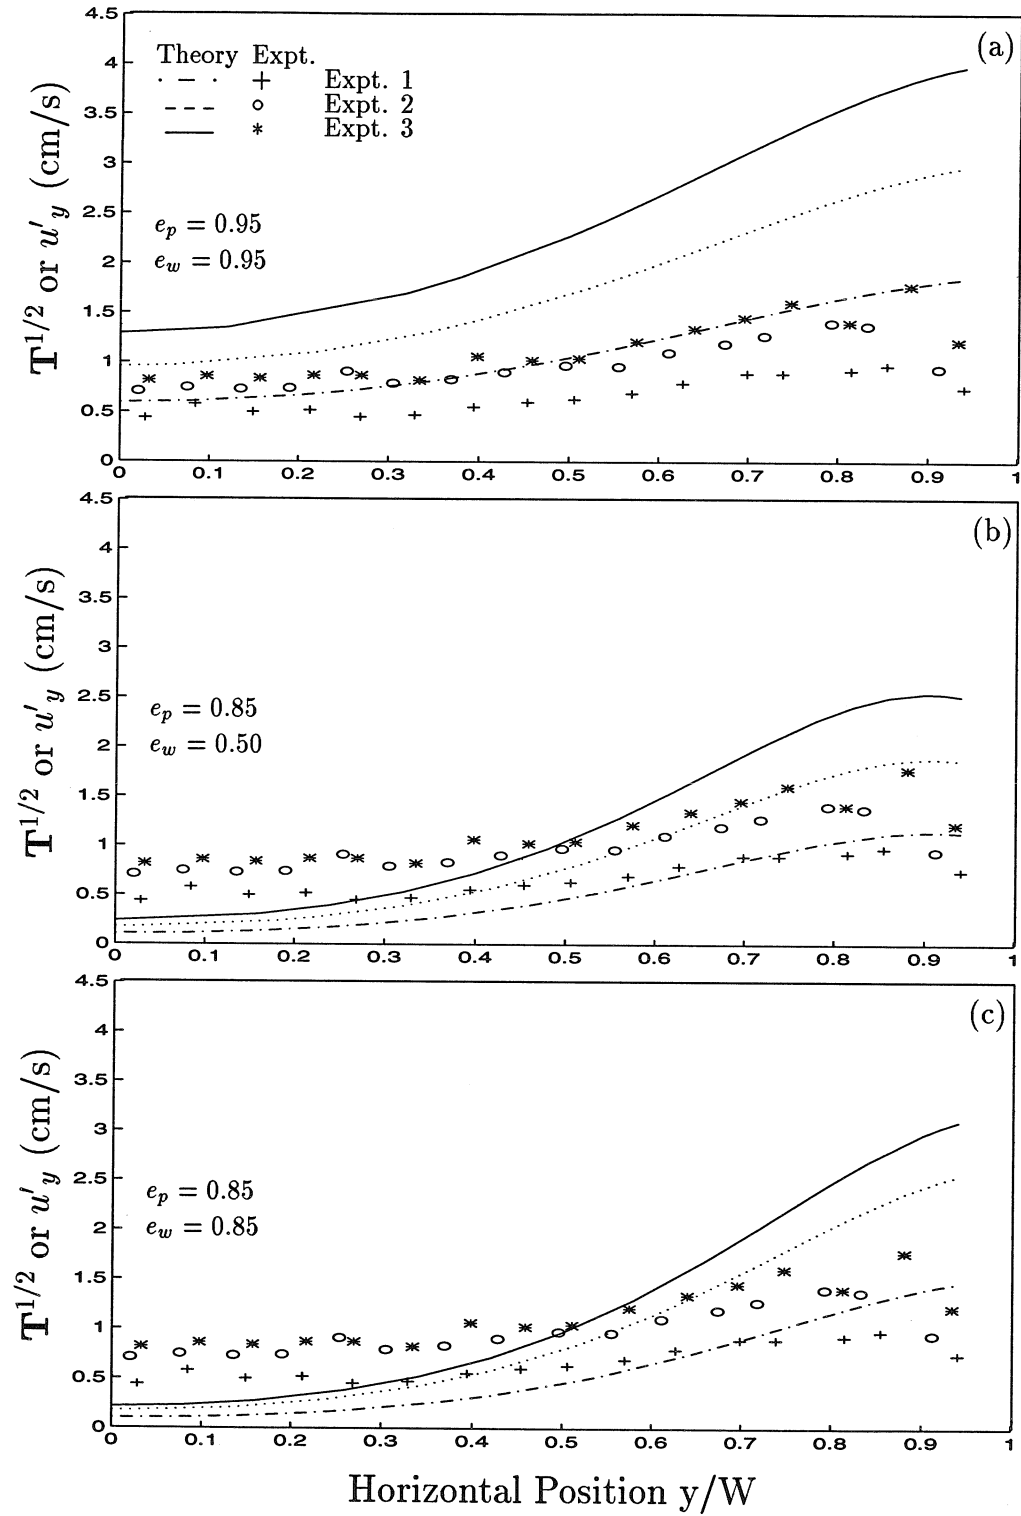 4.5
4
3.5
3
2.5
2
1.5
1
0.5
0
T^{1/2} or u'_y (cm/s)
(a)
Theory Expt.
Expt. 1
Expt. 2
Expt. 3
e_p = 0.95
e_w = 0.95
0 0.1 0.2 0.3 0.4 0.5 0.6 0.7 0.8 0.9 1
4.5
4
3.5
3
2.5
2
1.5
1
0.5
0
T^{1/2} or u'_y (cm/s)
(b)
e_p = 0.85
e_w = 0.50
0 0.1 0.2 0.3 0.4 0.5 0.6 0.7 0.8 0.9 1
4.5
4
3.5
3
2.5
2
1.5
1
0.5
0
T^{1/2} or u'_y (cm/s)
(c)
e_p = 0.85
e_w = 0.85
0 0.1 0.2 0.3 0.4 0.5 0.6 0.7 0.8 0.9 1
Horizontal Position y/W